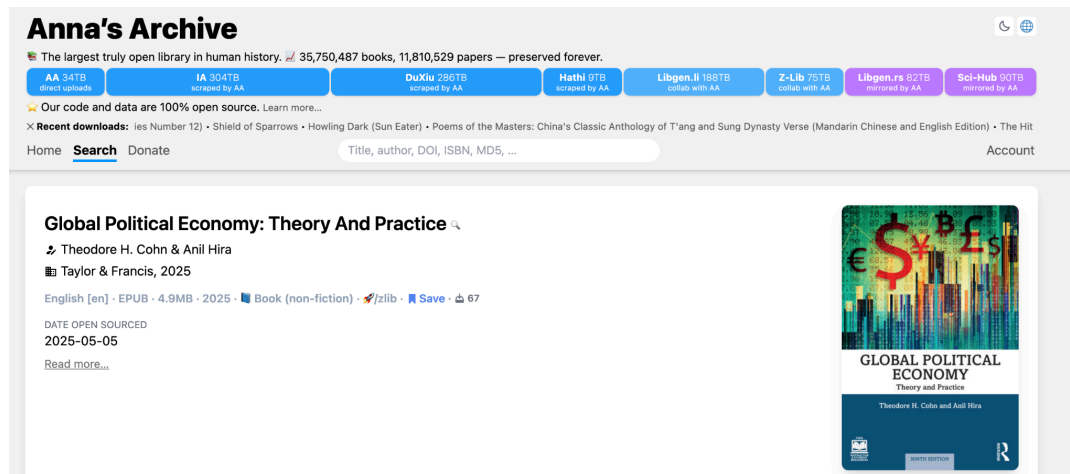 Anna's Archive
📚 The largest truly open library in human history. 📈 35,750,487 books, 11,810,529 papers — preserved forever.
AA 34TB
direct uploads
IA 304TB
scraped by AA
DuXiu 286TB
scraped by AA
Hathi 9TB
scraped by AA
Libgen.li 188TB
collab with AA
Z-Lib 75TB
collab with AA
Libgen.rs 82TB
mirrored by AA
Sci-Hub 90TB
mirrored by AA
⭐ Our code and data are 100% open source. Learn more...
✕ Recent downloads: ies Number 12) • Shield of Sparrows • Howling Dark (Sun Eater) • Poems of the Masters: China's Classic Anthology of T'ang and Sung Dynasty Verse (Mandarin Chinese and English Edition) • The Hit
Home Search Donate Title, author, DOI, ISBN, MD5, ... Account
Global Political Economy: Theory And Practice 🔍
Theodore H. Cohn & Anil Hira
Taylor & Francis, 2025
English [en] · EPUB · 4.9MB · 2025 · 📘 Book (non-fiction) · 🚀/zlib · Save · 67
DATE OPEN SOURCED
2025-05-05
Read more...
GLOBAL POLITICAL
ECONOMY
Theory and Practice
Theodore H. Cohn and Anil Hira
NINTH EDITION